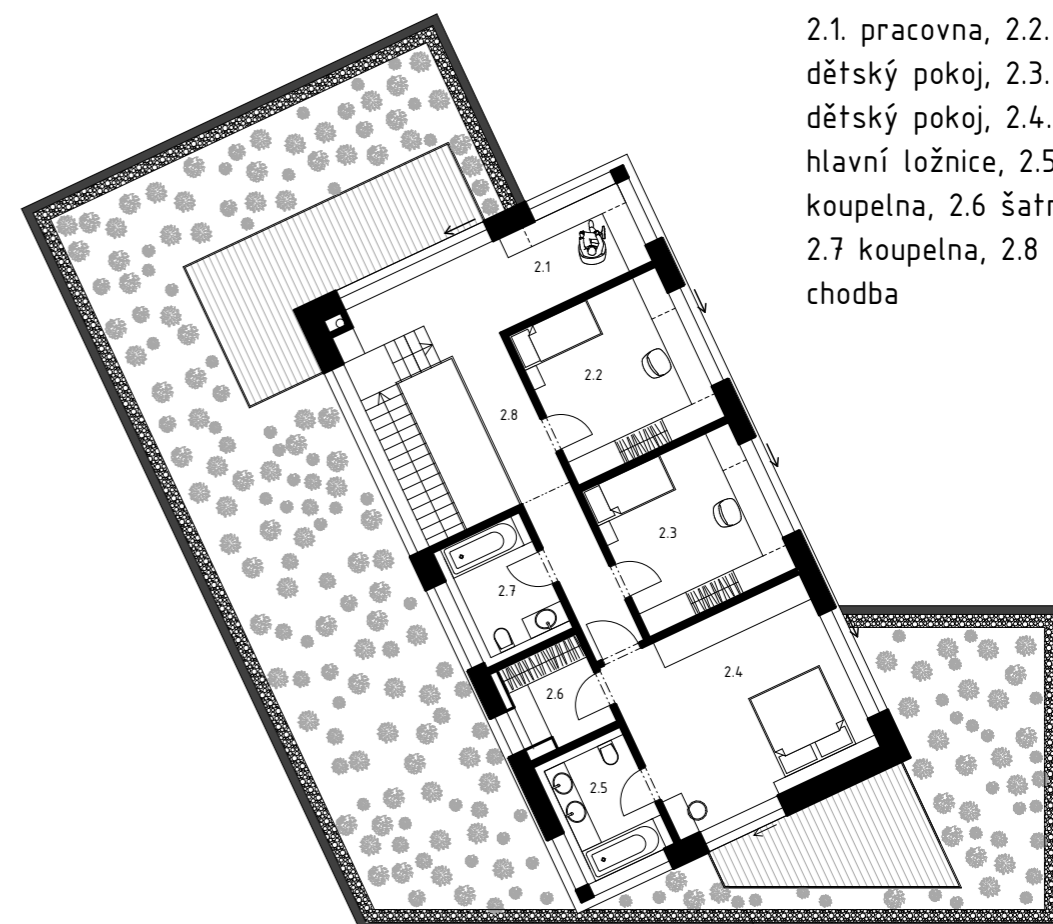 2.1. pracovna, 2.2.
dětský pokoj, 2.3.
dětský pokoj, 2.4.
hlavní ložnice, 2.5
koupelna, 2.6 šatn
2.7 koupelna, 2.8
chodba
2.1
2.2
2.8
2.3
2.7
2.4
2.6
2.5